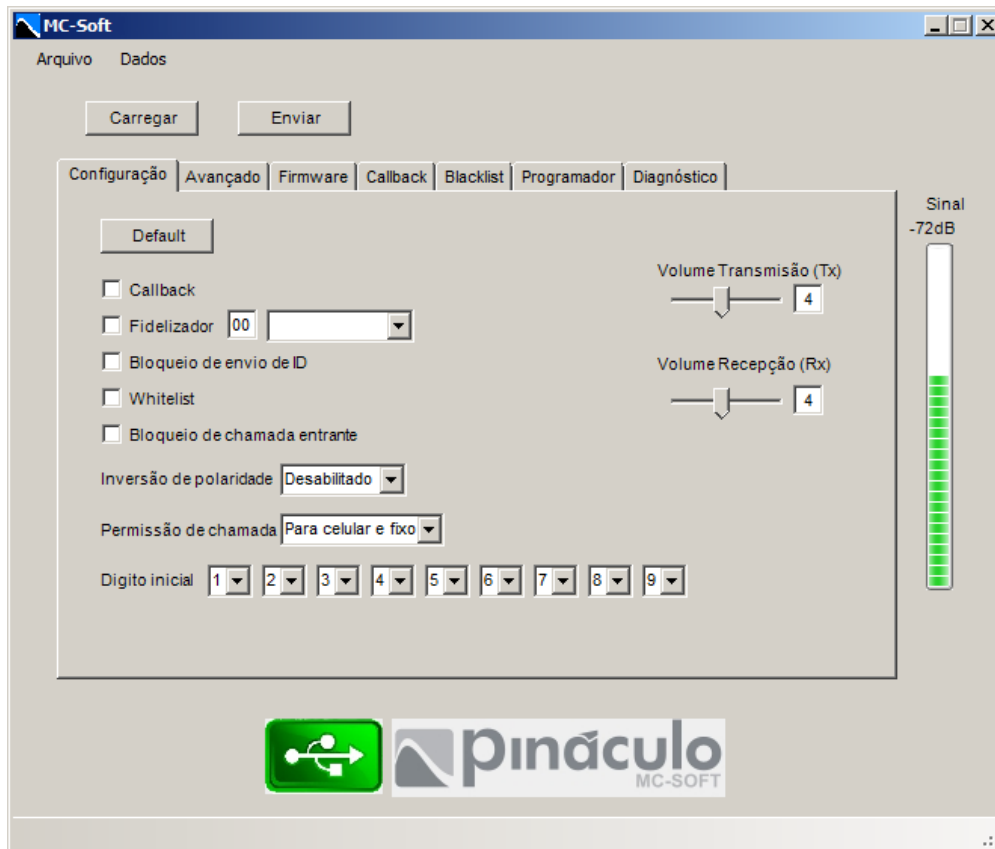 MC-Soft
Arquivo Dados
Carregar Enviar
Configuração Avançado Firmware Callback Blacklist Programador Diagnóstico
Sinal
-72dB
Default
Volume Transmisão (Tx)
4
Callback
Fidelizador 00
Bloqueio de envio de ID
Volume Recepção (Rx)
4
Whitelist
Bloqueio de chamada entrante
Inversão de polaridade Desabilitado
Permissão de chamada Para celular e fixo
Digito inicial 1 2 3 4 5 6 7 8 9
pináculo
MC-SOFT